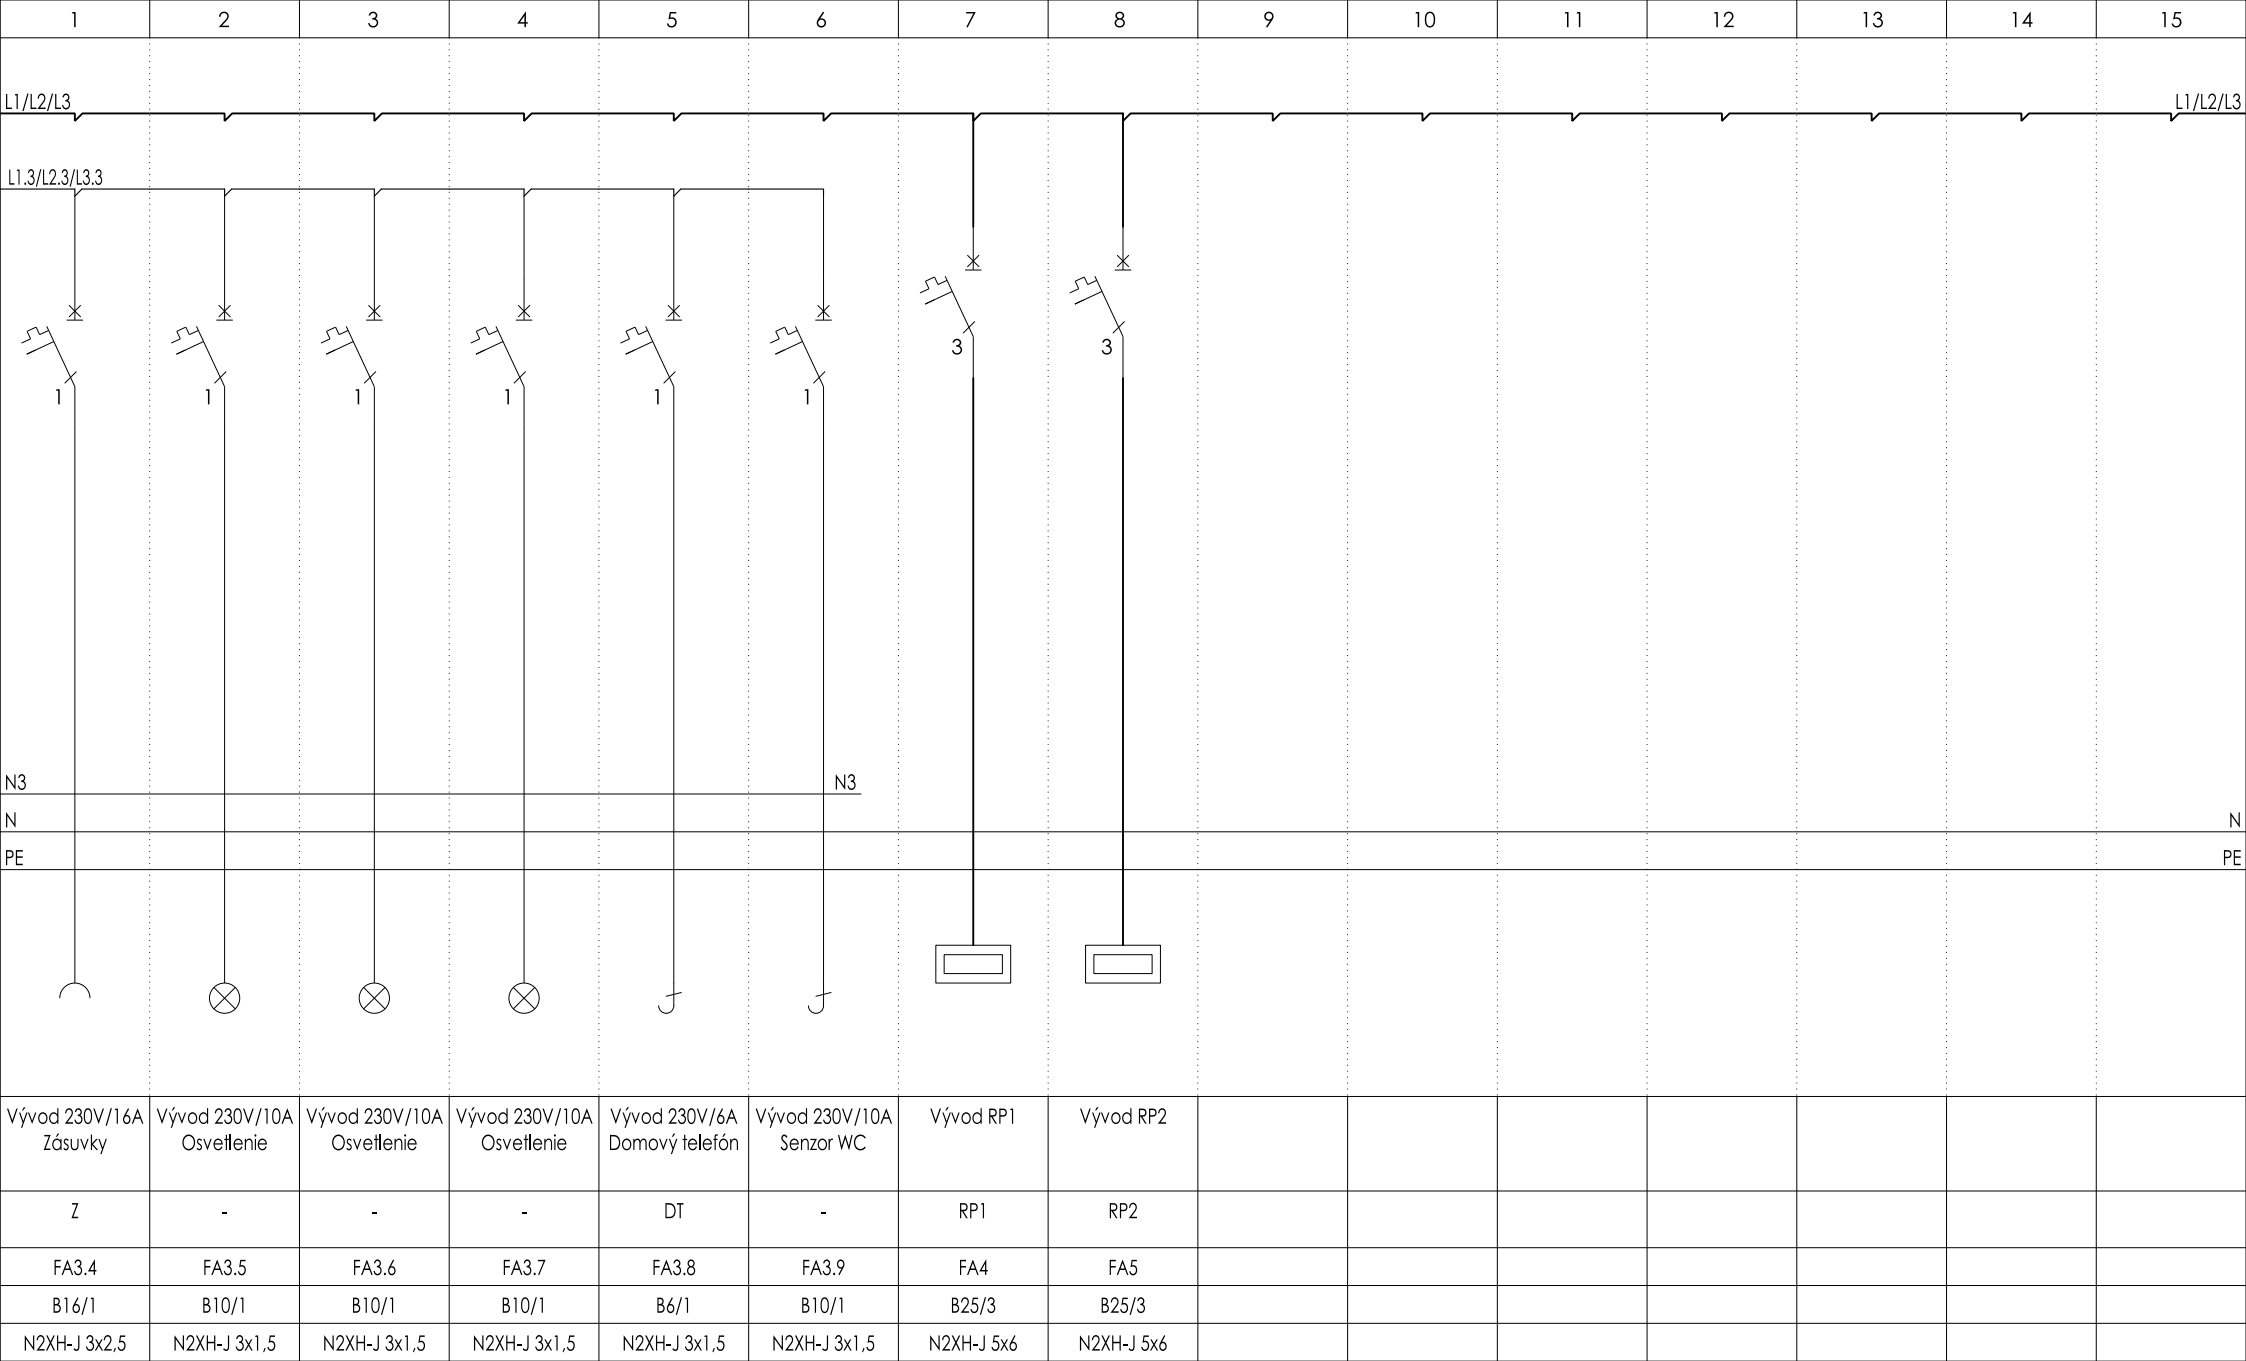 1 2 3 4 5 6 7 8 9 10 11 12 13 14 15
L1/L2/L3 L1/L2/L3
L1.3/L2.3/L3.3
3 3
1 1 1 1 1 1
N3 N3
N N
PE PE
Vývod 230V/16A Vývod 230V/10A Vývod 230V/10A Vývod 230V/10A Vývod 230V/6A Vývod 230V/10A Vývod RP1 Vývod RP2
Zásuvky Osvetlenie Osvetlenie Osvetlenie Domový telefón Senzor WC
Z - - - DT - RP1 RP2
FA3.4 FA3.5 FA3.6 FA3.7 FA3.8 FA3.9 FA4 FA5
B16/1 B10/1 B10/1 B10/1 B6/1 B10/1 B25/3 B25/3
N2XH-J 3x2,5 N2XH-J 3x1,5 N2XH-J 3x1,5 N2XH-J 3x1,5 N2XH-J 3x1,5 N2XH-J 3x1,5 N2XH-J 5x6 N2XH-J 5x6